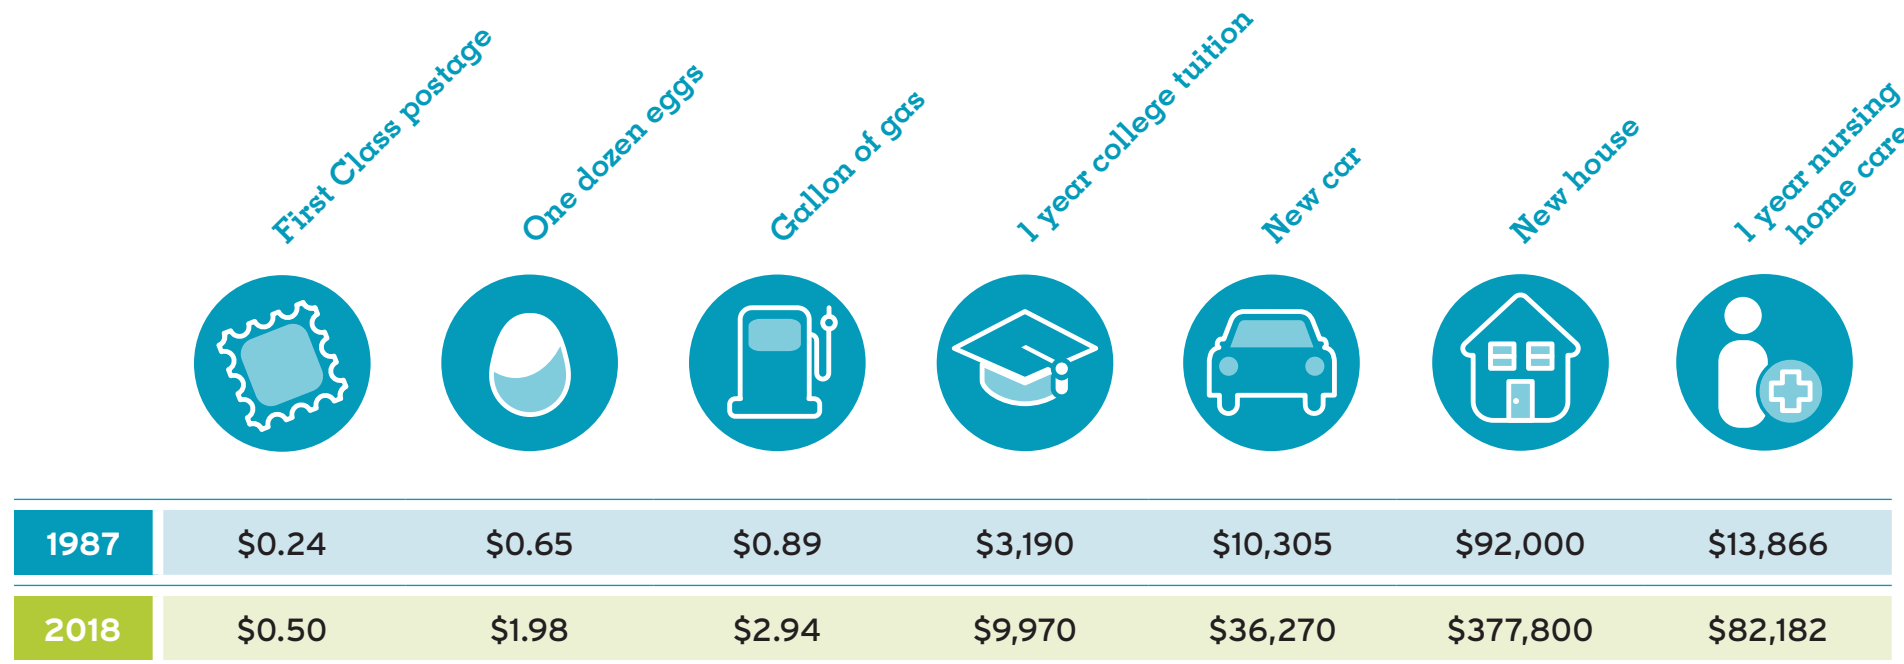 First Class postage
One dozen eggs
Gallon of gas
1 year college tuition
New car
New house
1 year nursing
home care
1987 $0.24 $0.65 $0.89 $3,190 $10,305 $92,000 $13,866
2018 $0.50 $1.98 $2.94 $9,970 $36,270 $377,800 $82,182